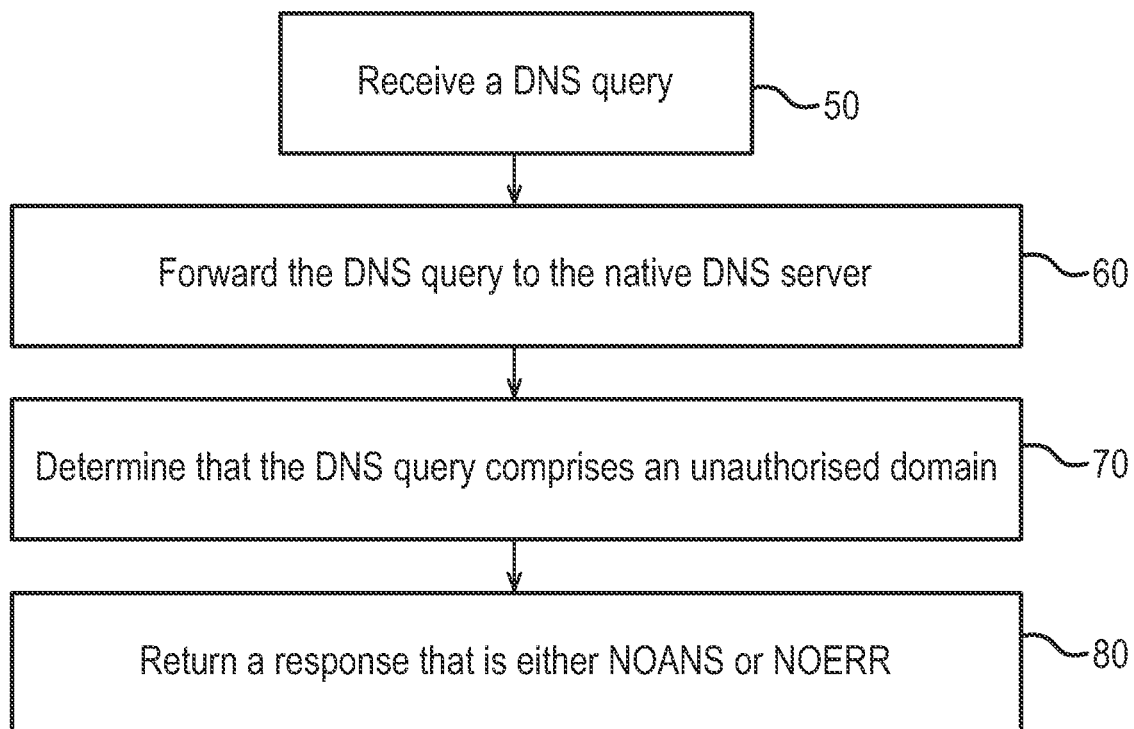 Receive a DNS query
50
Forward the DNS query to the native DNS server
60
Determine that the DNS query comprises an unauthorised domain
70
Return a response that is either NOANS or NOERR
80